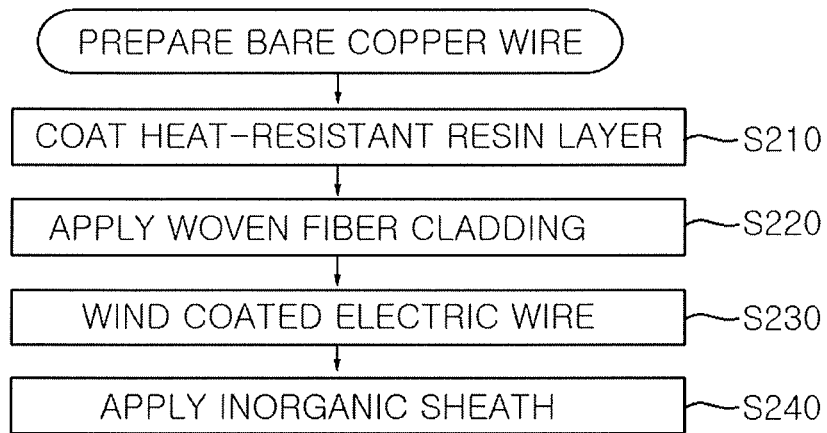 PREPARE BARE COPPER WIRE
COAT HEAT-RESISTANT RESIN LAYER S210
APPLY WOVEN FIBER CLADDING S220
WIND COATED ELECTRIC WIRE S230
APPLY INORGANIC SHEATH S240